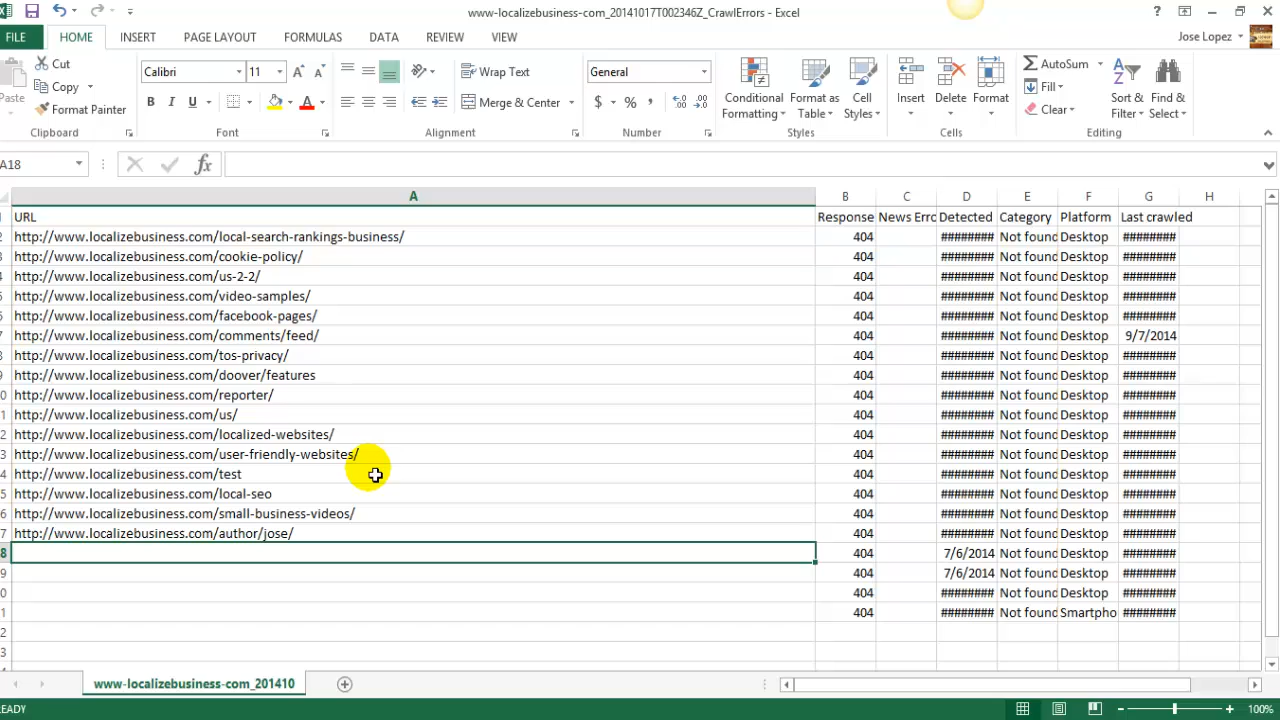 www-localizebusiness-com_20141017T002346Z_CrawlErrors - Excel
FILE HOME INSERT PAGE LAYOUT FORMULAS DATA REVIEW VIEW Jose Lopez
Paste Cut Copy Format Painter Clipboard
Calibri 11 B I U Font
Wrap Text Merge & Center Alignment
General $ % , Number
Conditional Formatting Format as Table Cell Styles Styles
Insert Delete Format Cells
AutoSum Fill Clear Sort & Filter Find & Select Editing
A18 fx
A B C D E F G H
URL Response News Erro Detected Category Platform Last crawled
http://www.localizebusiness.com/local-search-rankings-business/ 404 ######## Not found Desktop ########
http://www.localizebusiness.com/cookie-policy/ 404 ######## Not found Desktop ########
http://www.localizebusiness.com/us-2-2/ 404 ######## Not found Desktop ########
http://www.localizebusiness.com/video-samples/ 404 ######## Not found Desktop ########
http://www.localizebusiness.com/facebook-pages/ 404 ######## Not found Desktop ########
http://www.localizebusiness.com/comments/feed/ 404 ######## Not found Desktop 9/7/2014
http://www.localizebusiness.com/tos-privacy/ 404 ######## Not found Desktop ########
http://www.localizebusiness.com/doover/features 404 ######## Not found Desktop ########
http://www.localizebusiness.com/reporter/ 404 ######## Not found Desktop ########
http://www.localizebusiness.com/us/ 404 ######## Not found Desktop ########
http://www.localizebusiness.com/localized-websites/ 404 ######## Not found Desktop ########
http://www.localizebusiness.com/user-friendly-websites/ 404 ######## Not found Desktop ########
http://www.localizebusiness.com/test 404 ######## Not found Desktop ########
http://www.localizebusiness.com/local-seo 404 ######## Not found Desktop ########
http://www.localizebusiness.com/small-business-videos/ 404 ######## Not found Desktop ########
http://www.localizebusiness.com/author/jose/ 404 ######## Not found Desktop ########
8 404 7/6/2014 Not found Desktop ########
9 404 7/6/2014 Not found Desktop ########
0 404 ######## Not found Desktop ########
1 404 ######## Not found Smartpho ########
2
3
www-localizebusiness-com_201410
EADY 100%